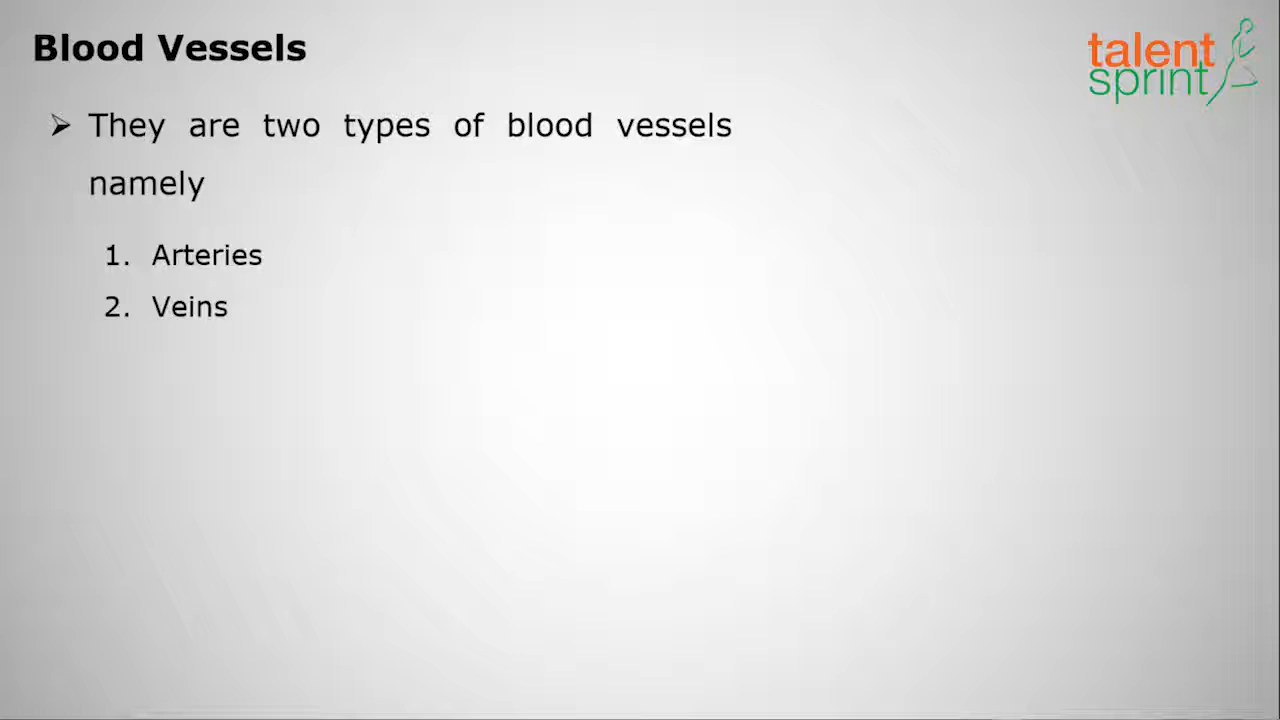 Blood Vessels
talent
sprint
➢ They are two types of blood vessels
namely
1. Arteries
2. Veins